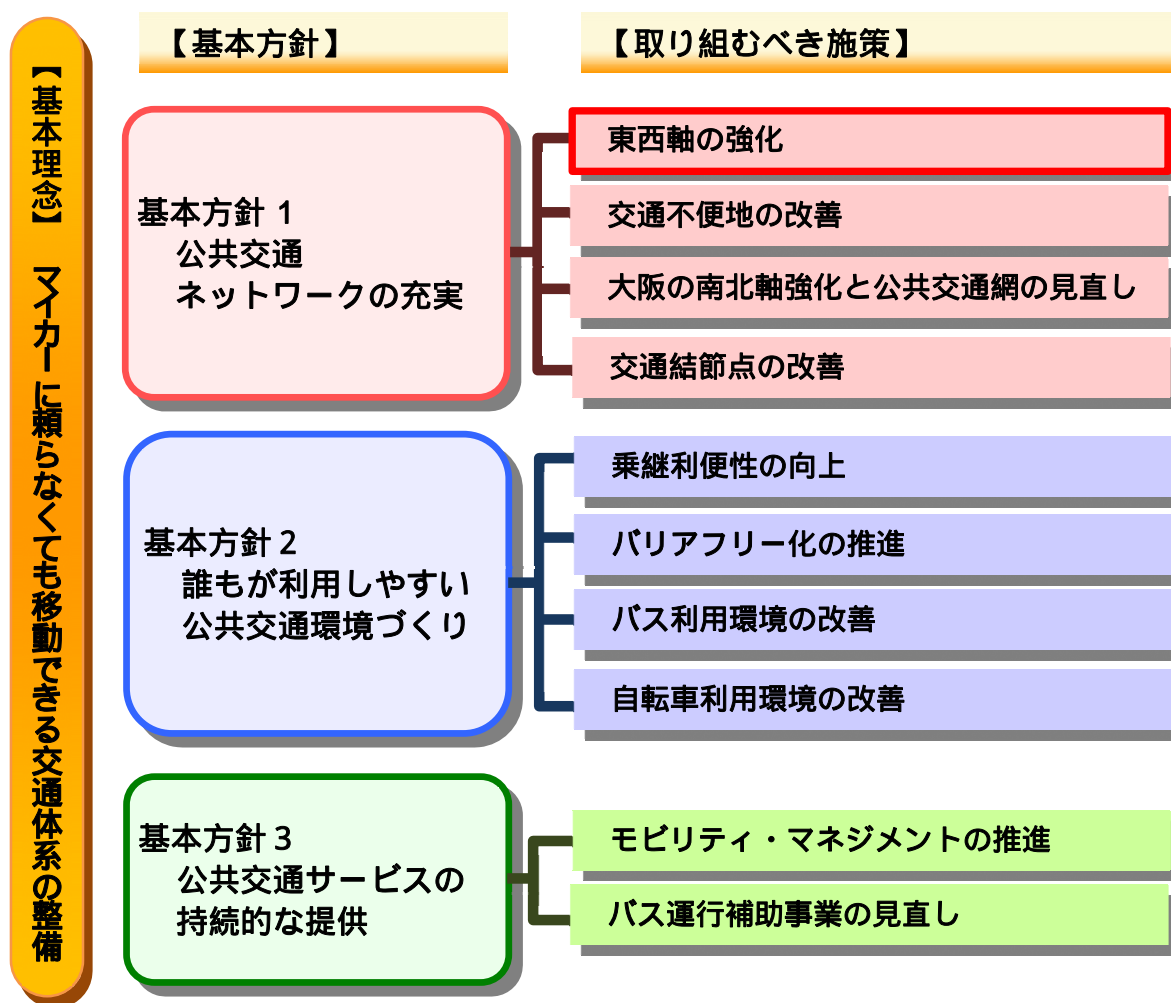 【基本理念】 マイカーに頼らなくても移動できる交通体系の整備
【基本方針】
【取り組むべき施策】
基本方針1
公共交通
ネットワークの充実
東西軸の強化
交通不便地の改善
大阪の南北軸強化と公共交通網の見直し
交通結節点の改善
基本方針2
誰もが利用しやすい
公共交通環境づくり
乗継利便性の向上
バリアフリー化の推進
バス利用環境の改善
自転車利用環境の改善
基本方針3
公共交通サービスの
持続的な提供
モビリティ・マネジメントの推進
バス運行補助事業の見直し